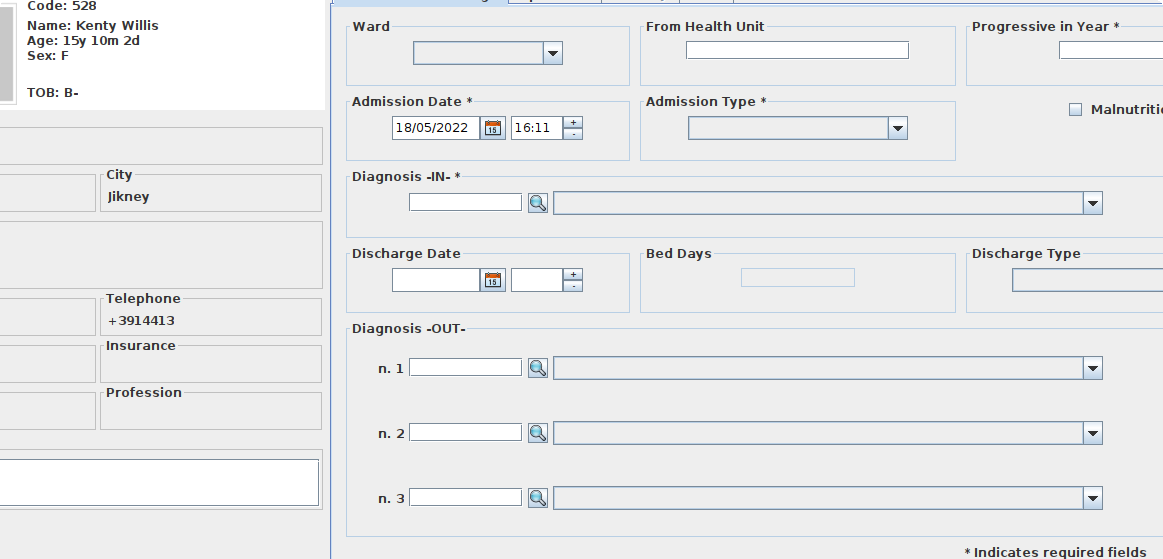 Code: 528
Name: Kenty Willis
Age: 15y 10m 2d
Sex: F
TOB: B-
City
Jikney
Telephone
+3914413
Insurance
Profession
Ward
From Health Unit
Progressive in Year *
Admission Date *
18/05/2022
15
16:11
+
-
Admission Type *
Diagnosis -IN- *
Discharge Date
15
+
-
Bed Days
Discharge Type
Diagnosis -OUT-
n. 1
n. 2
n. 3
* Indicates required fields